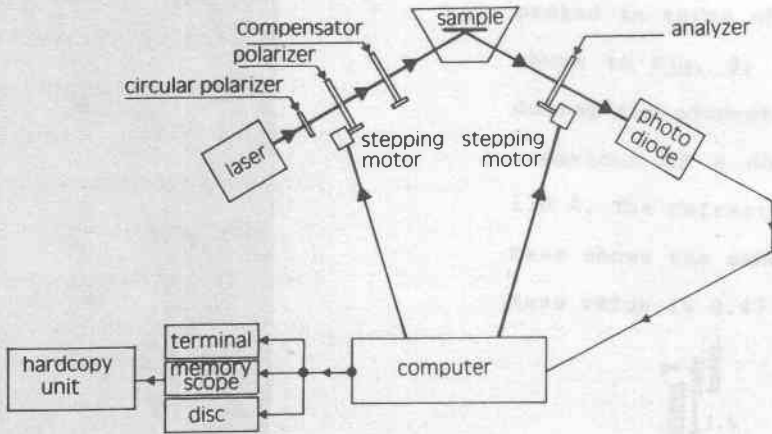 sample
compensator
polarizer
circular polarizer
analyzer
laser
stepping
motor
stepping
motor
photo
diode
computer
terminal
memory
scope
disc
hardcopy
unit